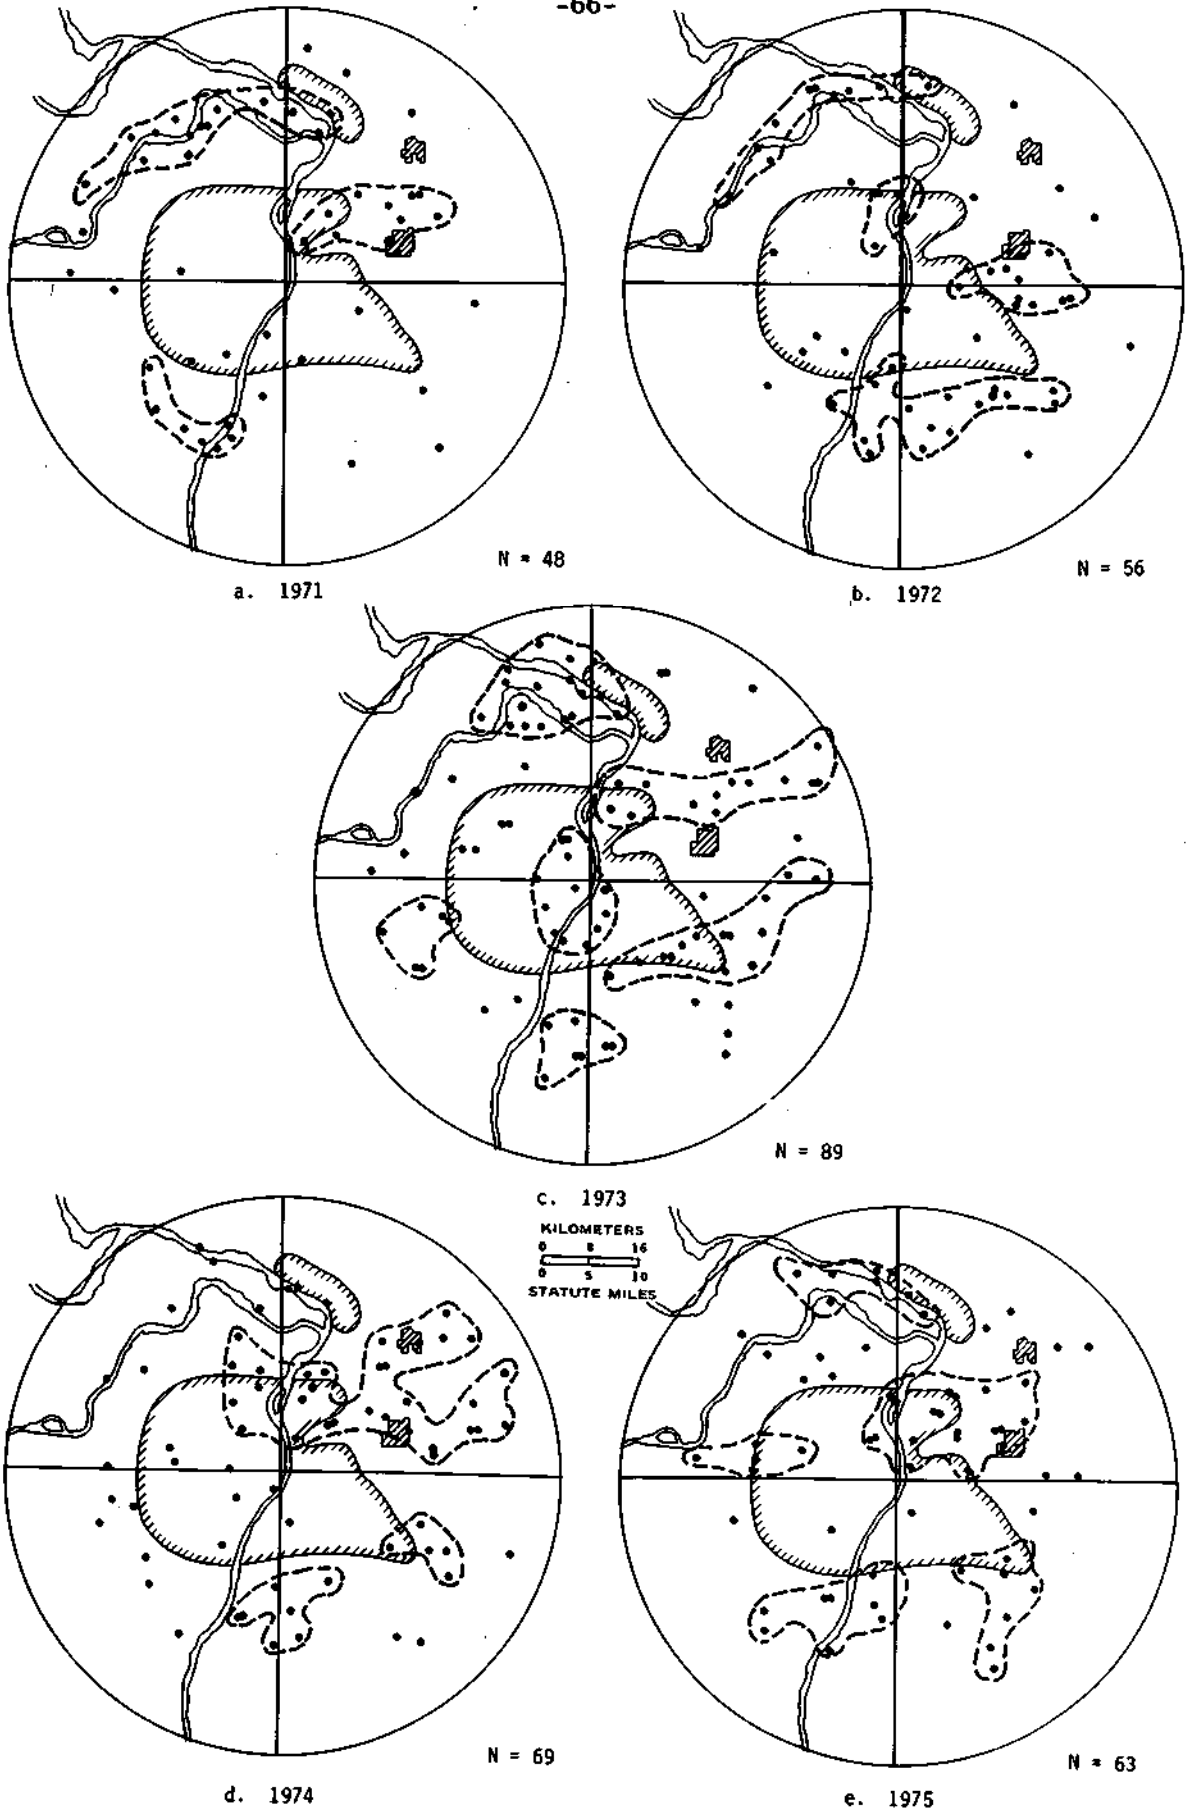 -66-
N = 48
a. 1971
N = 56
b. 1972
N = 89
c. 1973
KILOMETERS
0 8 16
0 5 10
STATUTE MILES
N = 69
d. 1974
N = 63
e. 1975